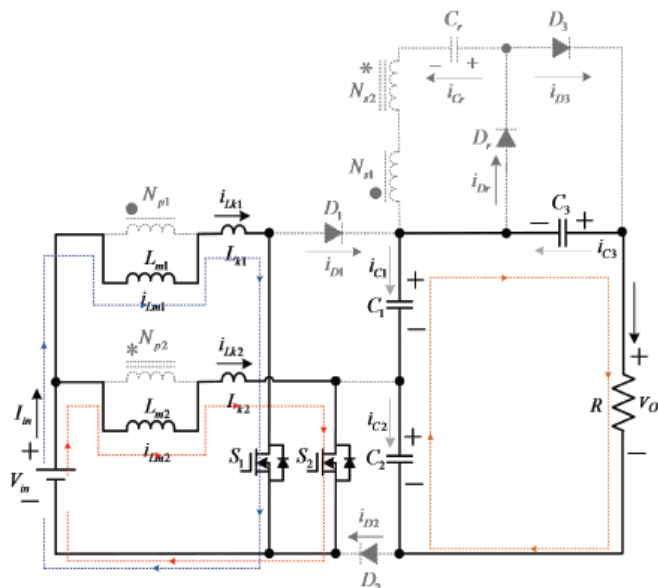 C_r
D_3
*
− +
N_s2
i_Cr
i_D3
D_r
N_s1
i_Dr
N_p1
i_Lk1
D_1
C_3
− +
L_m1
L_k1
i_D1
i_C1
i_C3
i_Lm1
C_1
+
−
*N_p2
i_Lk2
I_in
L_m2
L_k2
i_C2
R
+
V_O
−
i_Lm2
S_1
S_2
C_2
+
−
+
V_in
−
i_D2
D_2